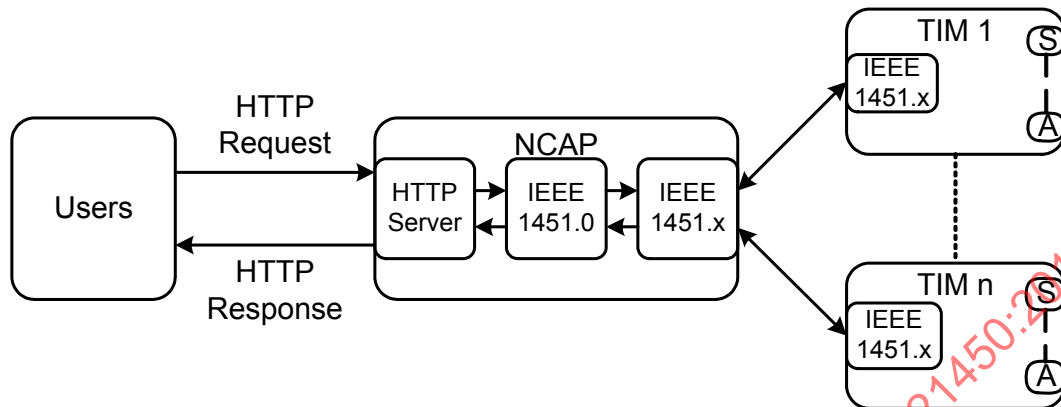 Users
HTTP
Request
HTTP
Response
NCAP
HTTP
Server
IEEE
1451.0
IEEE
1451.x
TIM 1
IEEE
1451.x
S
A
TIM n
IEEE
1451.x
S
A